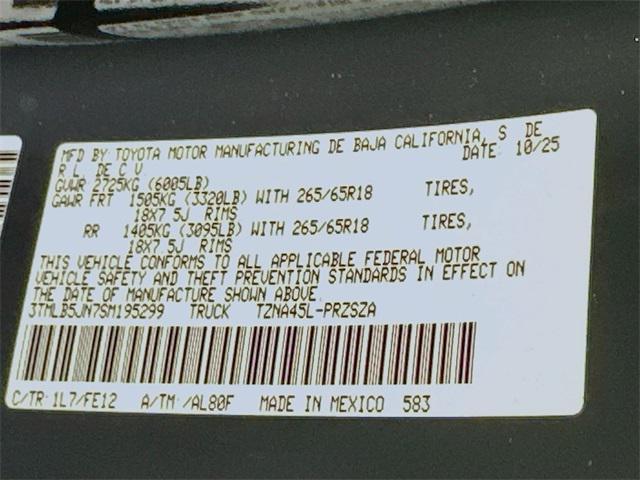 MFD BY: TOYOTA MOTOR MANUFACTURING DE BAJA CALIFORNIA, S DE
R L. DE C V. DATE: 10/25
GVWR 2725KG (6005LB)
GAWR FRT 1505KG (3320LB) WITH 265/65R18 TIRES,
18X7.5J RIMS
RR 1405KG (3095LB) WITH 265/65R18 TIRES,
18X7.5J RIMS
THIS VEHICLE CONFORMS TO ALL APPLICABLE FEDERAL MOTOR
VEHICLE SAFETY AND THEFT PREVENTION STANDARDS IN EFFECT ON
THE DATE OF MANUFACTURE SHOWN ABOVE.
3TMLB5JN7SM195299 TRUCK TZNA45L-PRZSZA
C/TR: 1L7/FE12 A/TM: /AL80F MADE IN MEXICO 583